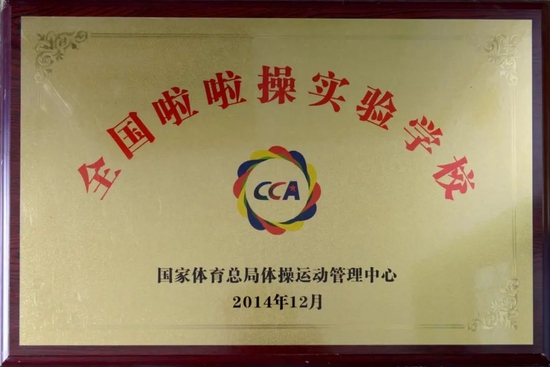 全国啦啦操实验学校
CCA
国家体育总局体操运动管理中心
2014年12月